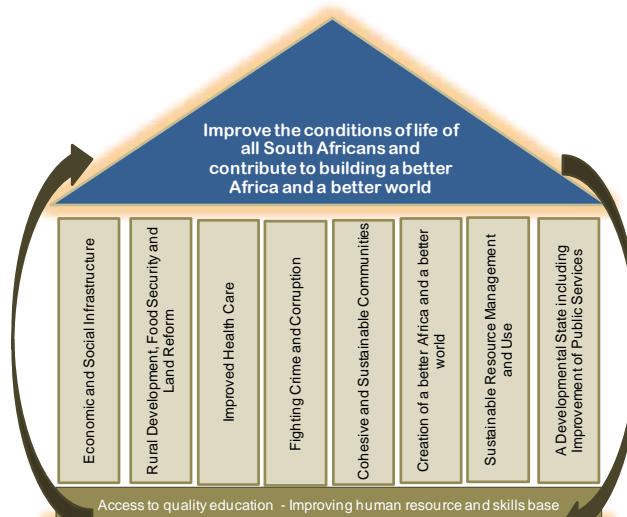 Improve the conditions of life of
all South Africans and
contribute to building a better
Africa and a better world
Economic and Social Infrastructure
Rural Development, Food Security and
Land Reform
Improved Health Care
Fighting Crime and Corruption
Cohesive and Sustainable Communities
Creation of a better Africa and a better
world
Sustainable Resource Management
and Use
A Developmental State including
Improvement of Public Services
Access to quality education - Improving human resource and skills base